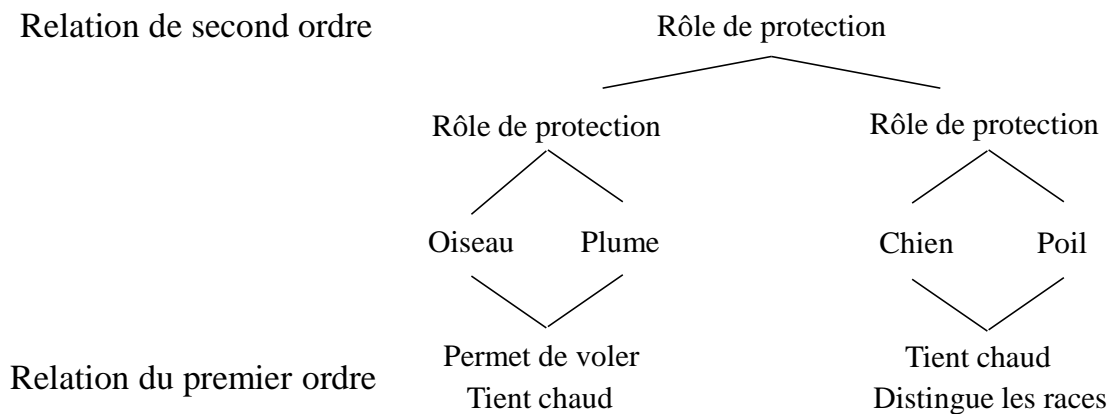 Relation de second ordre
Rôle de protection
Rôle de protection
Rôle de protection
Oiseau
Plume
Chien
Poil
Relation du premier ordre
Permet de voler
Tient chaud
Tient chaud
Distingue les races